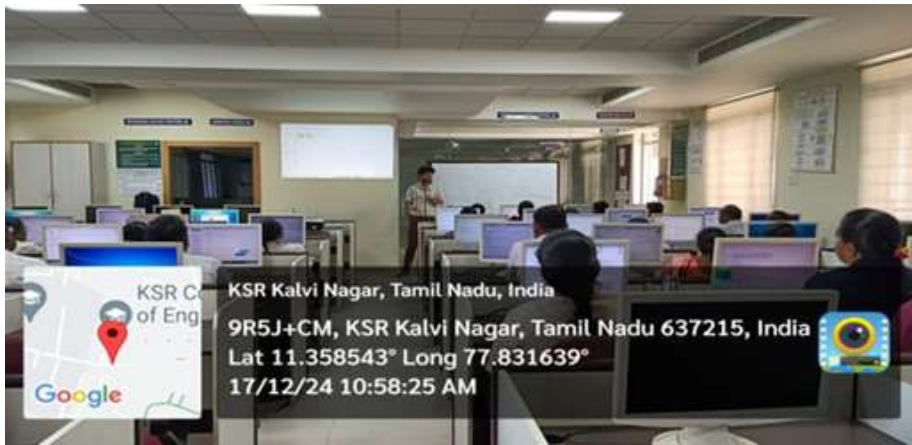 KSR Co
of Eng
Google
KSR Kalvi Nagar, Tamil Nadu, India
9R5J+CM, KSR Kalvi Nagar, Tamil Nadu 637215, India
Lat 11.358543° Long 77.831639°
17/12/24 10:58:25 AM